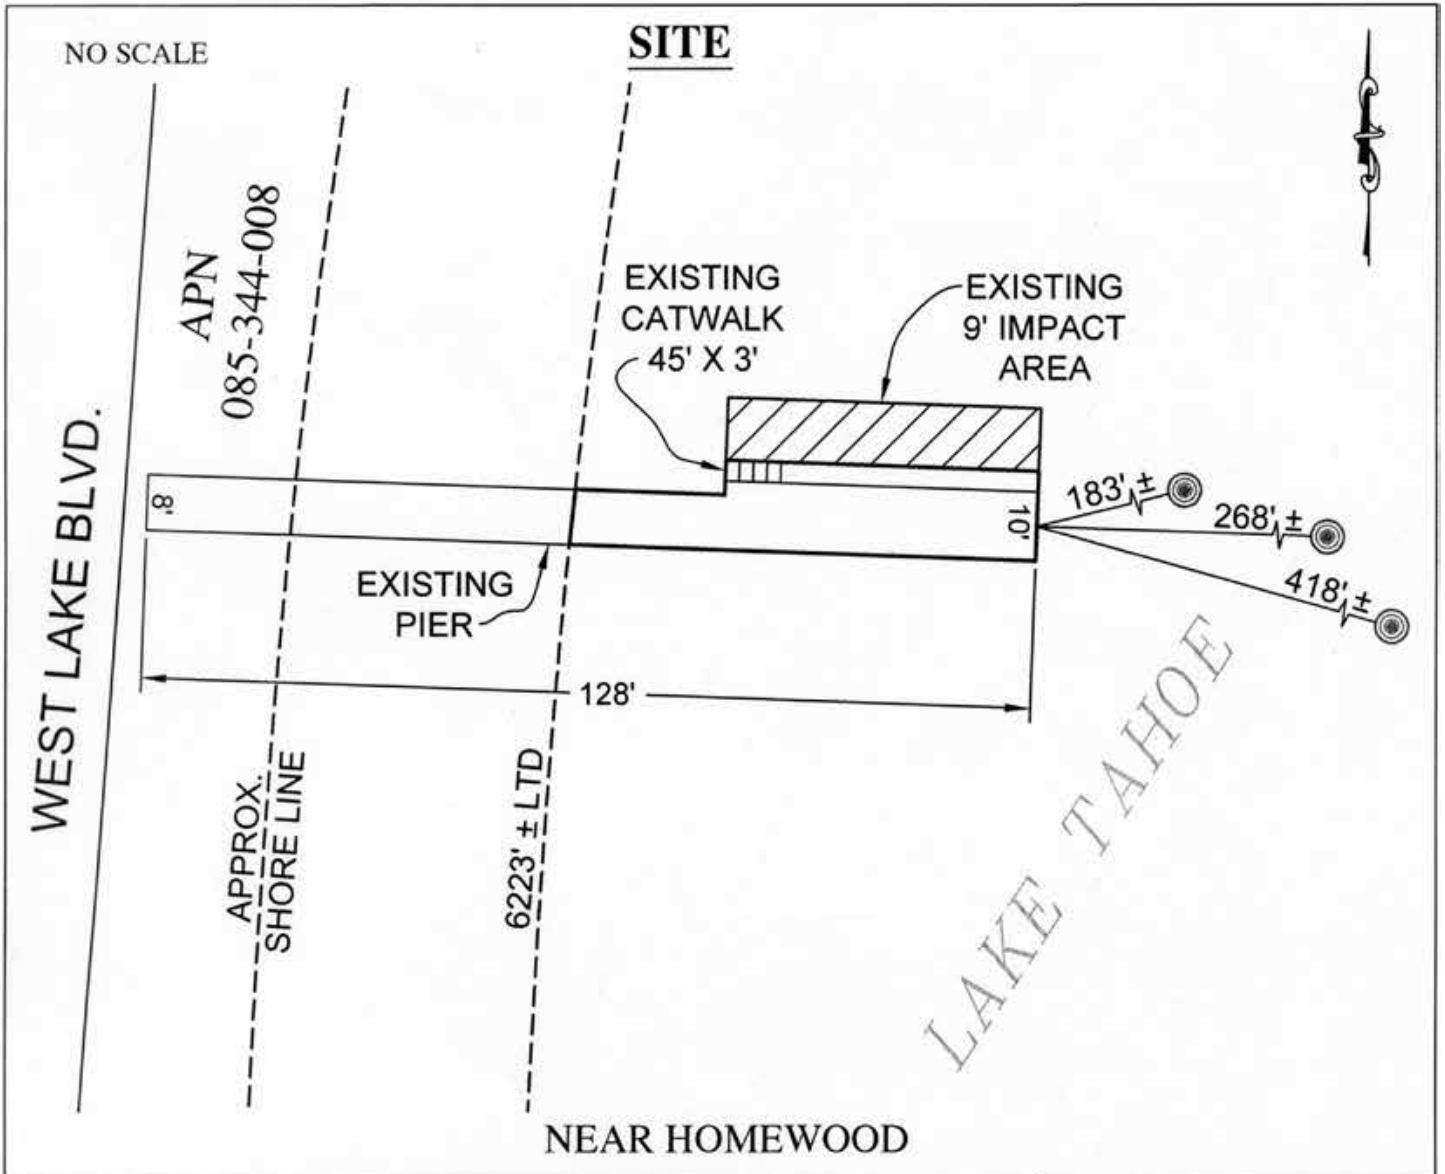 NO SCALE
SITE
APN
085-344-008
WEST LAKE BLVD.
EXISTING
CATWALK
45' X 3'
EXISTING
9' IMPACT
AREA
8'
10'
183' ±
268' ±
418' ±
EXISTING
PIER
128'
APPROX.
SHORE LINE
6223' ± LTD
LAKE TAHOE
NEAR HOMEWOOD